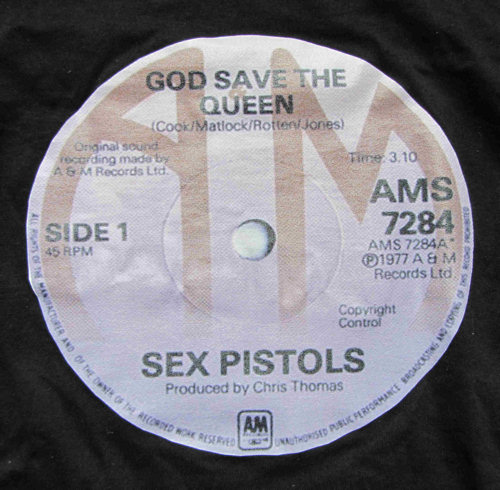 GOD SAVE THE
QUEEN
(Cook/Matlock/Rotten/Jones)
Original sound
recording made by
A & M Records Ltd.
Time: 3.10
AMS
7284
SIDE 1
45 RPM
AMS 7284A
Ⓟ1977 A & M
Records Ltd
Copyright
Control
SEX PISTOLS
Produced by Chris Thomas
ALL RIGHTS OF THE MANUFACTURER AND OF THE OWNER OF THE RECORDED WORK RESERVED
UNAUTHORISED PUBLIC PERFORMANCE, BROADCASTING AND COPYING OF THIS RECORD PROHIBITED
AM